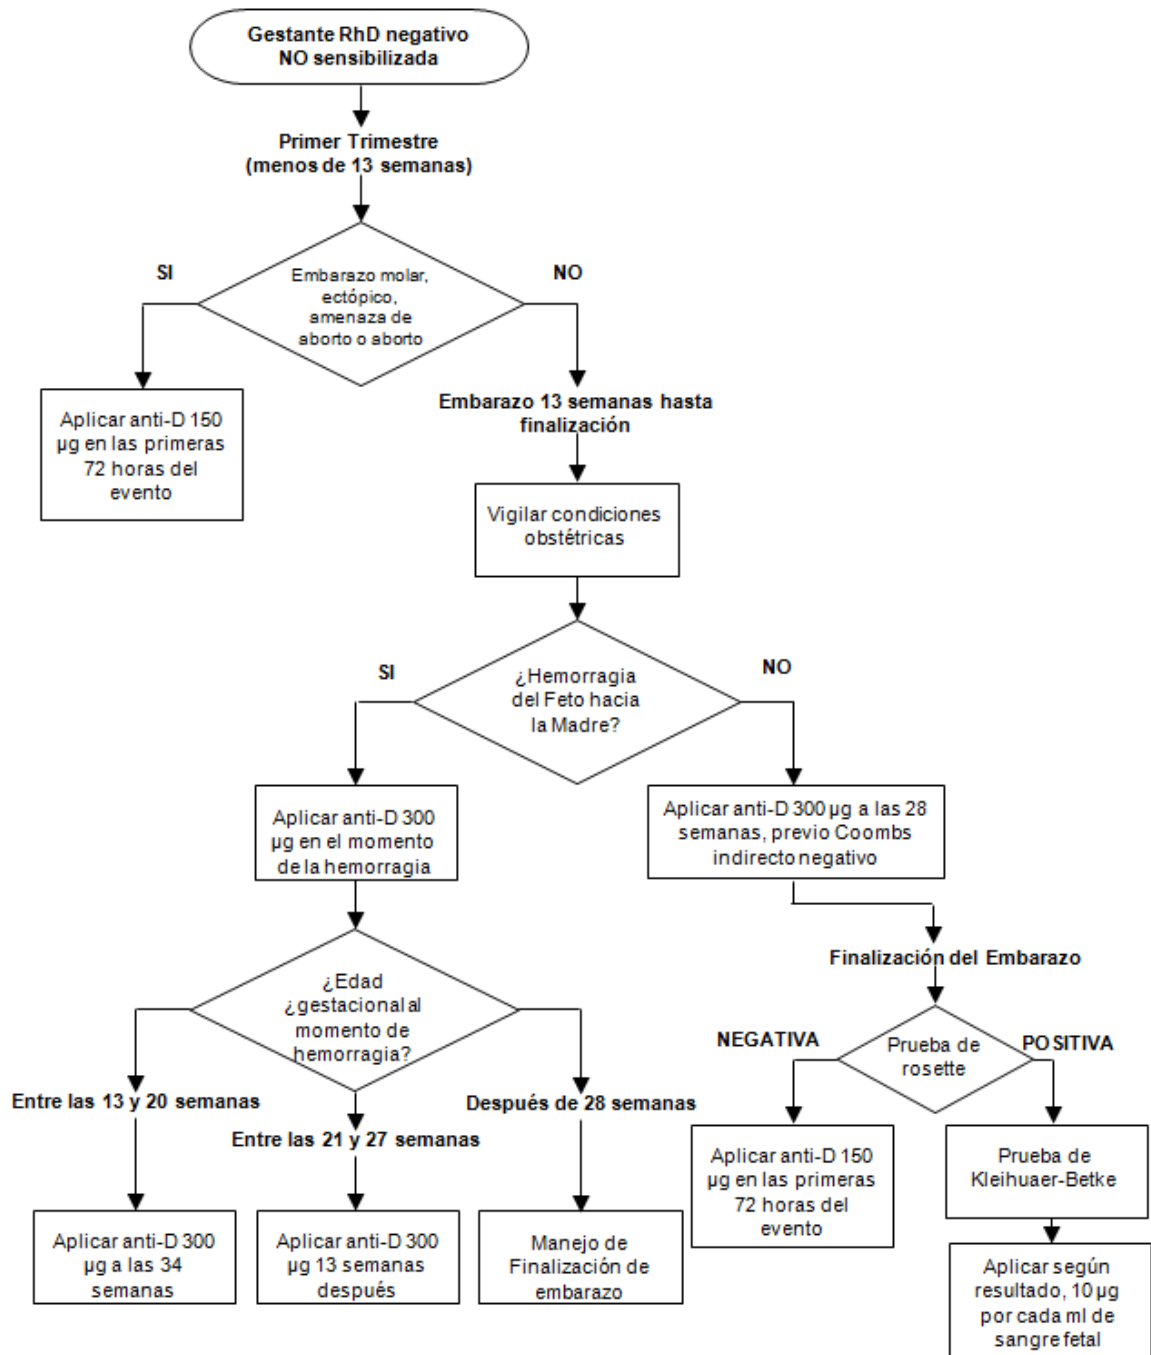 Gestante RhD negativo
NO sensibilizada
Primer Trimestre
(menos de 13 semanas)
SI
NO
Embarazo molar,
ectópico,
amenaza de
aborto o aborto
Aplicar anti-D 150
µg en las primeras
72 horas del
evento
Embarazo 13 semanas hasta
finalización
Vigilar condiciones
obstétricas
SI
NO
¿Hemorragia
del Feto hacia
la Madre?
Aplicar anti-D 300
µg en el momento
de la hemorragia
Aplicar anti-D 300 µg a las 28
semanas, previo Coombs
indirecto negativo
Finalización del Embarazo
¿Edad
¿gestacional al
momento de
hemorragia?
NEGATIVA
POSITIVA
Prueba de
rosette
Entre las 13 y 20 semanas
Entre las 21 y 27 semanas
Después de 28 semanas
Aplicar anti-D 150
µg en las primeras
72 horas del
evento
Prueba de
Kleihuaer-Betke
Aplicar anti-D 300
µg a las 34
semanas
Aplicar anti-D 300
µg 13 semanas
después
Manejo de
Finalización de
embarazo
Aplicar según
resultado, 10 µg
por cada ml de
sangre fetal